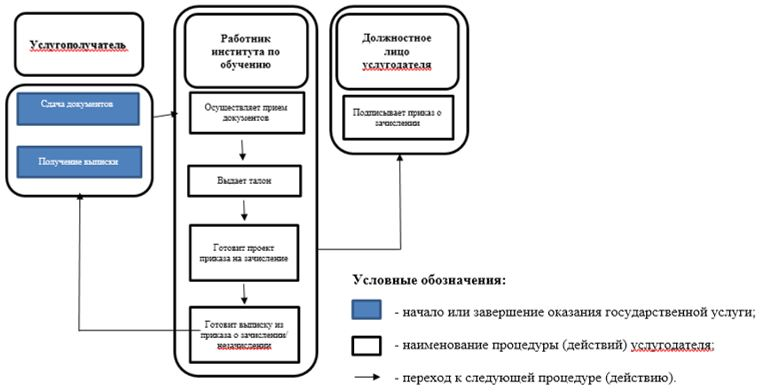 Услугополучатель
Сдача документов
Получение выписки
Работник
института по
обучению
Осуществляет прием
документов
Выдает талон
Готовит проект
приказа на зачисление
Готовит выписку из
приказа о зачислении/
незачислении
Должностное
лицо
услугодателя
Подписывает приказ о
зачислении
Условные обозначения:
- начало или завершение оказания государственной услуги;
- наименование процедуры (действий) услугодателя;
- переход к следующей процедуре (действию).